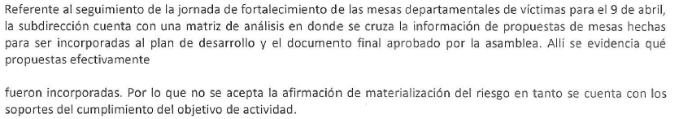 Referente al seguimiento de la jornada de fortalecimiento de las mesas departamentales de víctimas para el 9 de abril,
la subdirección cuenta con una matriz de análisis en donde se cruza la información de propuestas de mesas hechas
para ser incorporadas al plan de desarrollo y el documento final aprobado por la asamblea. Allí se evidencia qué
propuestas efectivamente
fueron incorporadas. Por lo que no se acepta la afirmación de materialización del riesgo en tanto se cuenta con los
soportes del cumplimiento del objetivo de actividad.